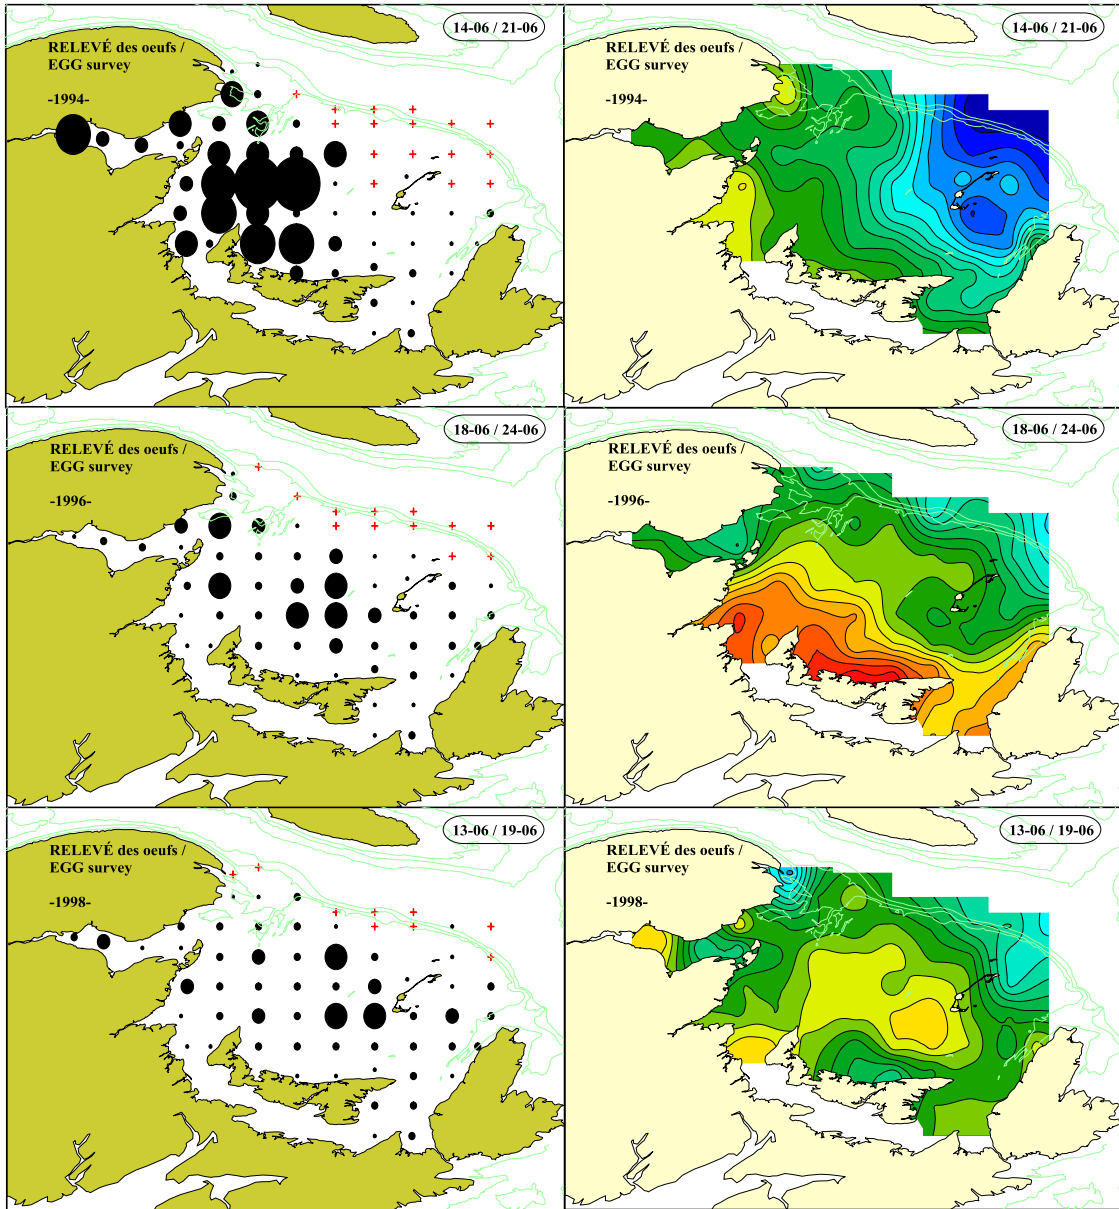 14-06 / 21-06
RELEVÉ des oeufs /
EGG survey
-1994-
14-06 / 21-06
RELEVÉ des oeufs /
EGG survey
-1994-
18-06 / 24-06
RELEVÉ des oeufs /
EGG survey
-1996-
18-06 / 24-06
RELEVÉ des oeufs /
EGG survey
-1996-
13-06 / 19-06
RELEVÉ des oeufs /
EGG survey
-1998-
13-06 / 19-06
RELEVÉ des oeufs /
EGG survey
-1998-